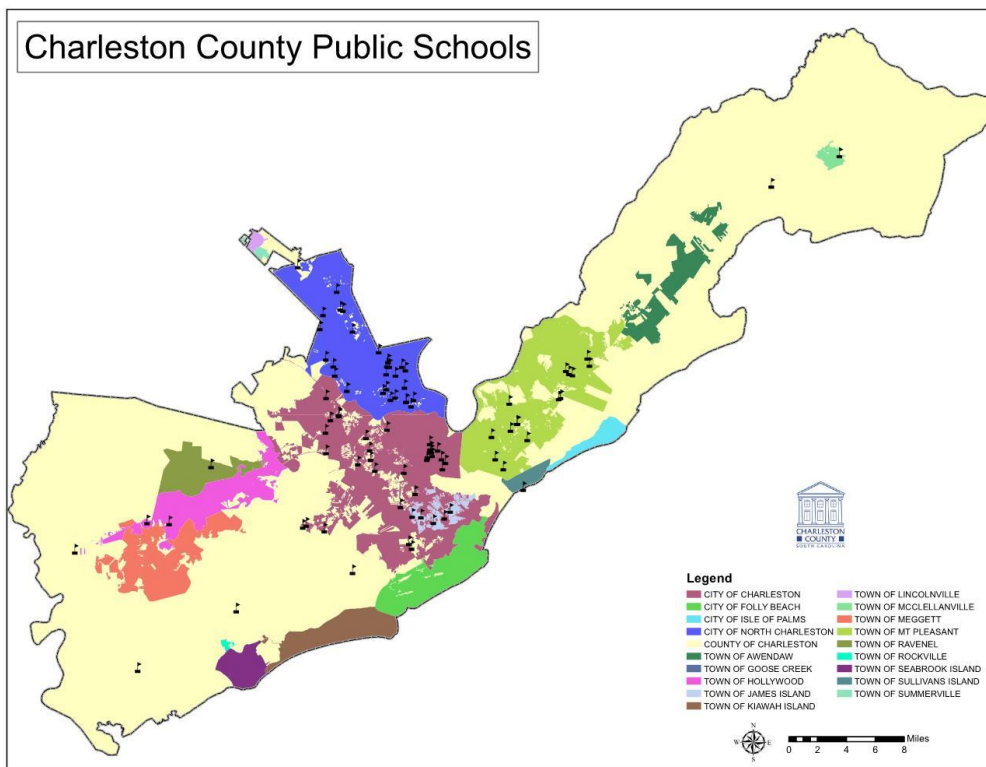 Charleston County Public Schools
CHARLESTON
COUNTY
SOUTH CAROLINA
Legend
CITY OF CHARLESTON
CITY OF FOLLY BEACH
CITY OF ISLE OF PALMS
CITY OF NORTH CHARLESTON
COUNTY OF CHARLESTON
TOWN OF AWENDAW
TOWN OF GOOSE CREEK
TOWN OF HOLLYWOOD
TOWN OF JAMES ISLAND
TOWN OF KIAWAH ISLAND
TOWN OF LINCOLNVILLE
TOWN OF MCCLELLANVILLE
TOWN OF MEGGETT
TOWN OF MT PLEASANT
TOWN OF RAVENEL
TOWN OF ROCKVILLE
TOWN OF SEABROOK ISLAND
TOWN OF SULLIVANS ISLAND
TOWN OF SUMMERVILLE
N
W E
S
Miles
0 2 4 8